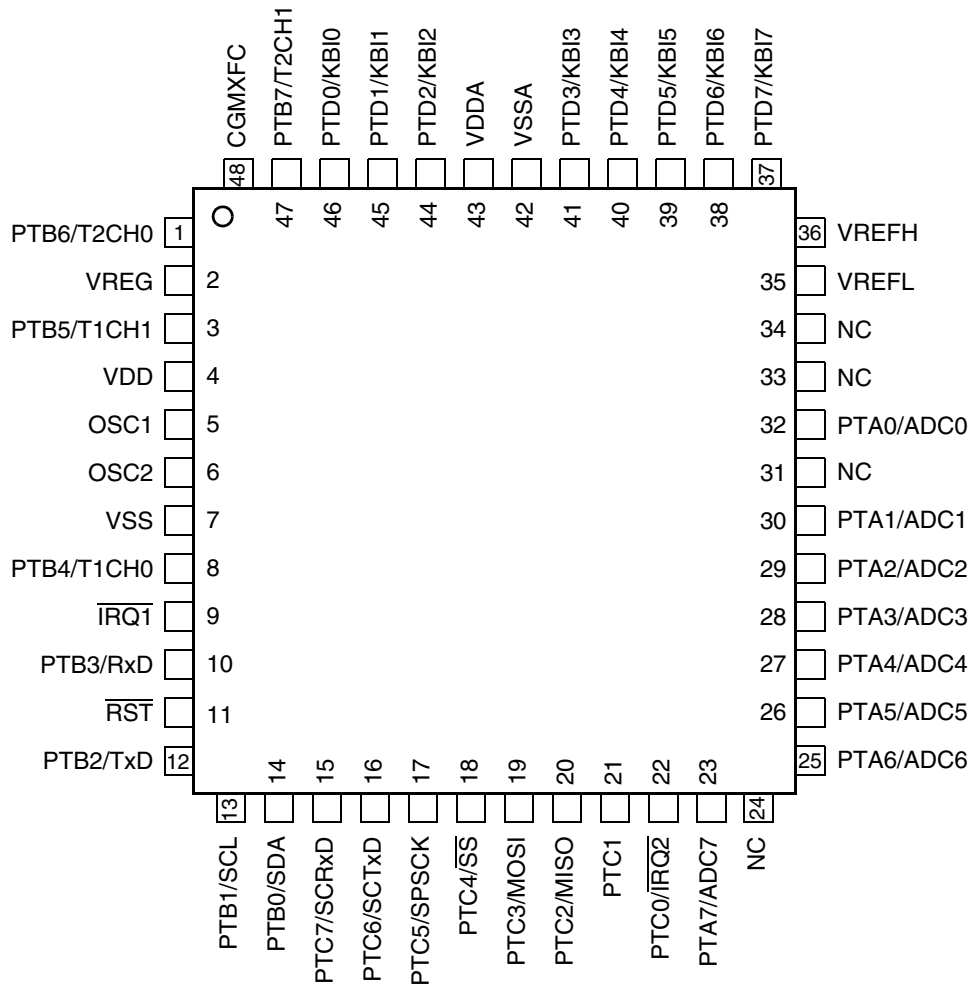 CGMXFC
PTB7/T2CH1
PTD0/KBI0
PTD1/KBI1
PTD2/KBI2
VDDA
VSSA
PTD3/KBI3
PTD4/KBI4
PTD5/KBI5
PTD6/KBI6
PTD7/KBI7
48
47
46
45
44
43
42
41
40
39
38
37
PTB6/T2CH0 1
VREG 2
PTB5/T1CH1 3
VDD 4
OSC1 5
OSC2 6
VSS 7
PTB4/T1CH0 8
IRQ1 9
PTB3/RxD 10
RST 11
PTB2/TxD 12
36 VREFH
35 VREFL
34 NC
33 NC
32 PTA0/ADC0
31 NC
30 PTA1/ADC1
29 PTA2/ADC2
28 PTA3/ADC3
27 PTA4/ADC4
26 PTA5/ADC5
25 PTA6/ADC6
13
14
15
16
17
18
19
20
21
22
23
24
PTB1/SCL
PTB0/SDA
PTC7/SCRxD
PTC6/SCTxD
PTC5/SPSCK
PTC4/SS
PTC3/MOSI
PTC2/MISO
PTC1
PTC0/IRQ2
PTA7/ADC7
NC